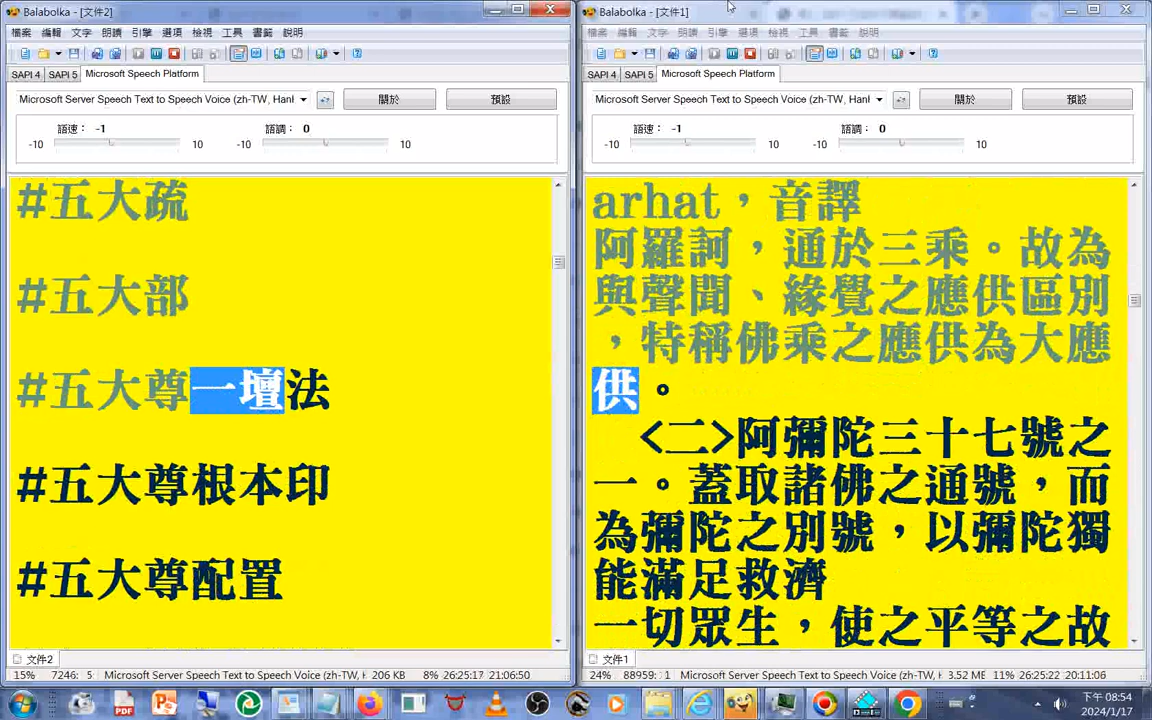 Balabolka - [文件2]
檔案 編輯 文字 朗讀 引擎 選項 檢視 工具 書籤 說明
SAPI 4 SAPI 5 Microsoft Speech Platform
Microsoft Server Speech Text to Speech Voice (zh-TW, Hanl
關於 預設
語速： -1 語調： 0
-10 10 -10 10
#五大疏
#五大部
#五大尊一壇法
#五大尊根本印
#五大尊配置
文件2
15% 7246: 5 Microsoft Server Speech Text to Speech Voice (zh-T\ 206 KB 8% 26:25:17 21:06:50
Balabolka - [文件1]
檔案 編輯 文字 朗讀 引擎 選項 檢視 工具 書籤 說明
SAPI 4 SAPI 5 Microsoft Speech Platform
Microsoft Server Speech Text to Speech Voice (zh-TW, Hanl
關於 預設
語速： -1 語調： 0
-10 10 -10 10
arhat，音譯
阿羅訶，通於三乘。故為
與聲聞、緣覺之應供區別
，特稱佛乘之應供為大應
供。
<二>阿彌陀三十七號之
一。蓋取諸佛之通號，而
為彌陀之別號，以彌陀獨
能滿足救濟
一切眾生，使之平等之故
文件1
24% 88959: 1 Microsoft Server Speech Text to Speech Voice (zh-T\ 3.52 MB 11% 26:25:22 20:11:06
PDF
下午 08:54
2024/1/17